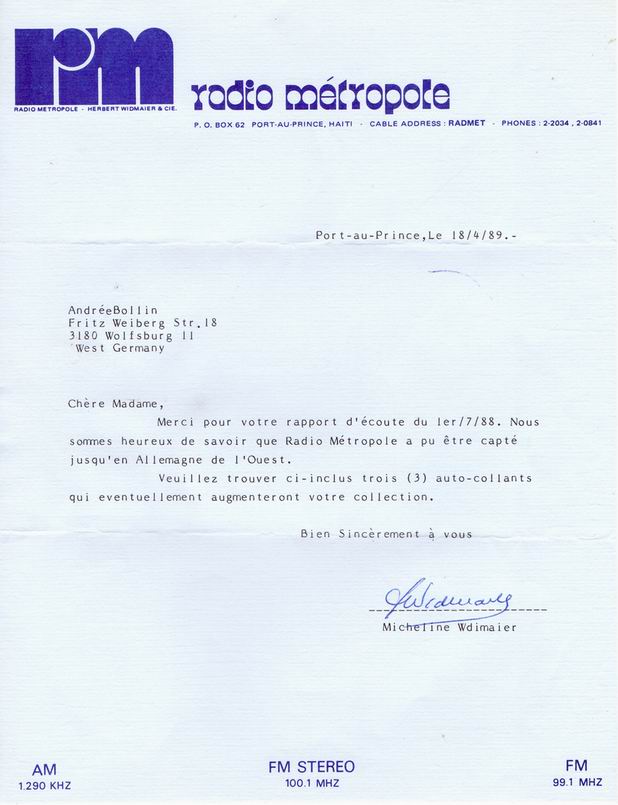 rm
RADIO METROPOLE - HERBERT WIDMAIER & CIE.
radio métropole
P. O. BOX 62 PORT-AU-PRINCE, HAITI - CABLE ADDRESS : RADMET - PHONES : 2-2034 , 2-0841
Port-au-Prince,Le 18/4/89.-
AndréeBollin
Fritz Weiberg Str.18
3180 Wolfsburg 11
West Germany
Chère Madame,
Merci pour votre rapport d'écoute du 1er/7/88. Nous
sommes heureux de savoir que Radio Métropole a pu être capté
jusqu'en Allemagne de l'Ouest.
Veuillez trouver ci-inclus trois (3) auto-collants
qui eventuellement augmenteront votre collection.
Bien Sincèrement à vous
Micheline Wdimaier
AM FM STEREO FM
1.290 KHZ 100.1 MHZ 99.1 MHZ